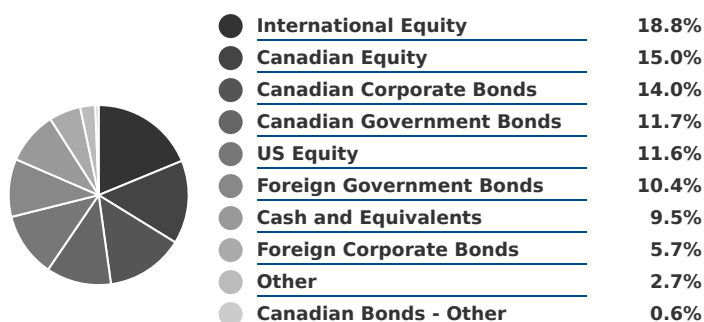 International Equity 18.8%
Canadian Equity 15.0%
Canadian Corporate Bonds 14.0%
Canadian Government Bonds 11.7%
US Equity 11.6%
Foreign Government Bonds 10.4%
Cash and Equivalents 9.5%
Foreign Corporate Bonds 5.7%
Other 2.7%
Canadian Bonds - Other 0.6%